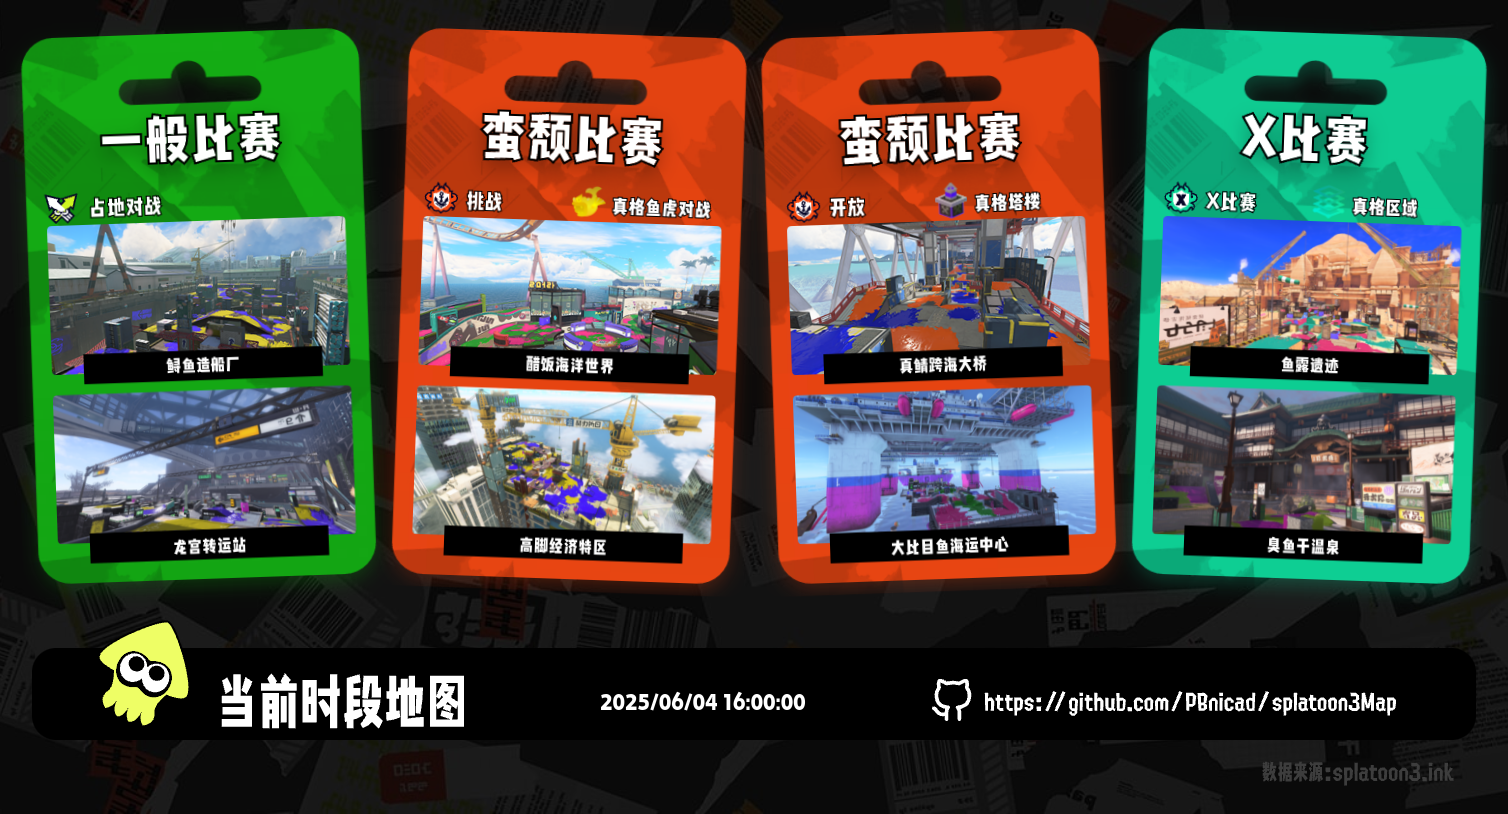 一般比赛
占地对战
鲟鱼造船厂
龙宫转运站
蛮颓比赛
挑战
真格鱼虎对战
醋饭海洋世界
高脚经济特区
蛮颓比赛
开放
真格塔楼
真鲭跨海大桥
大比目鱼海运中心
X比赛
X比赛
真格区域
鱼露遗迹
臭鱼干温泉
当前时段地图
2025/06/04 16:00:00
https://github.com/PBnicad/splatoon3Map
数据来源:splatoon3.ink